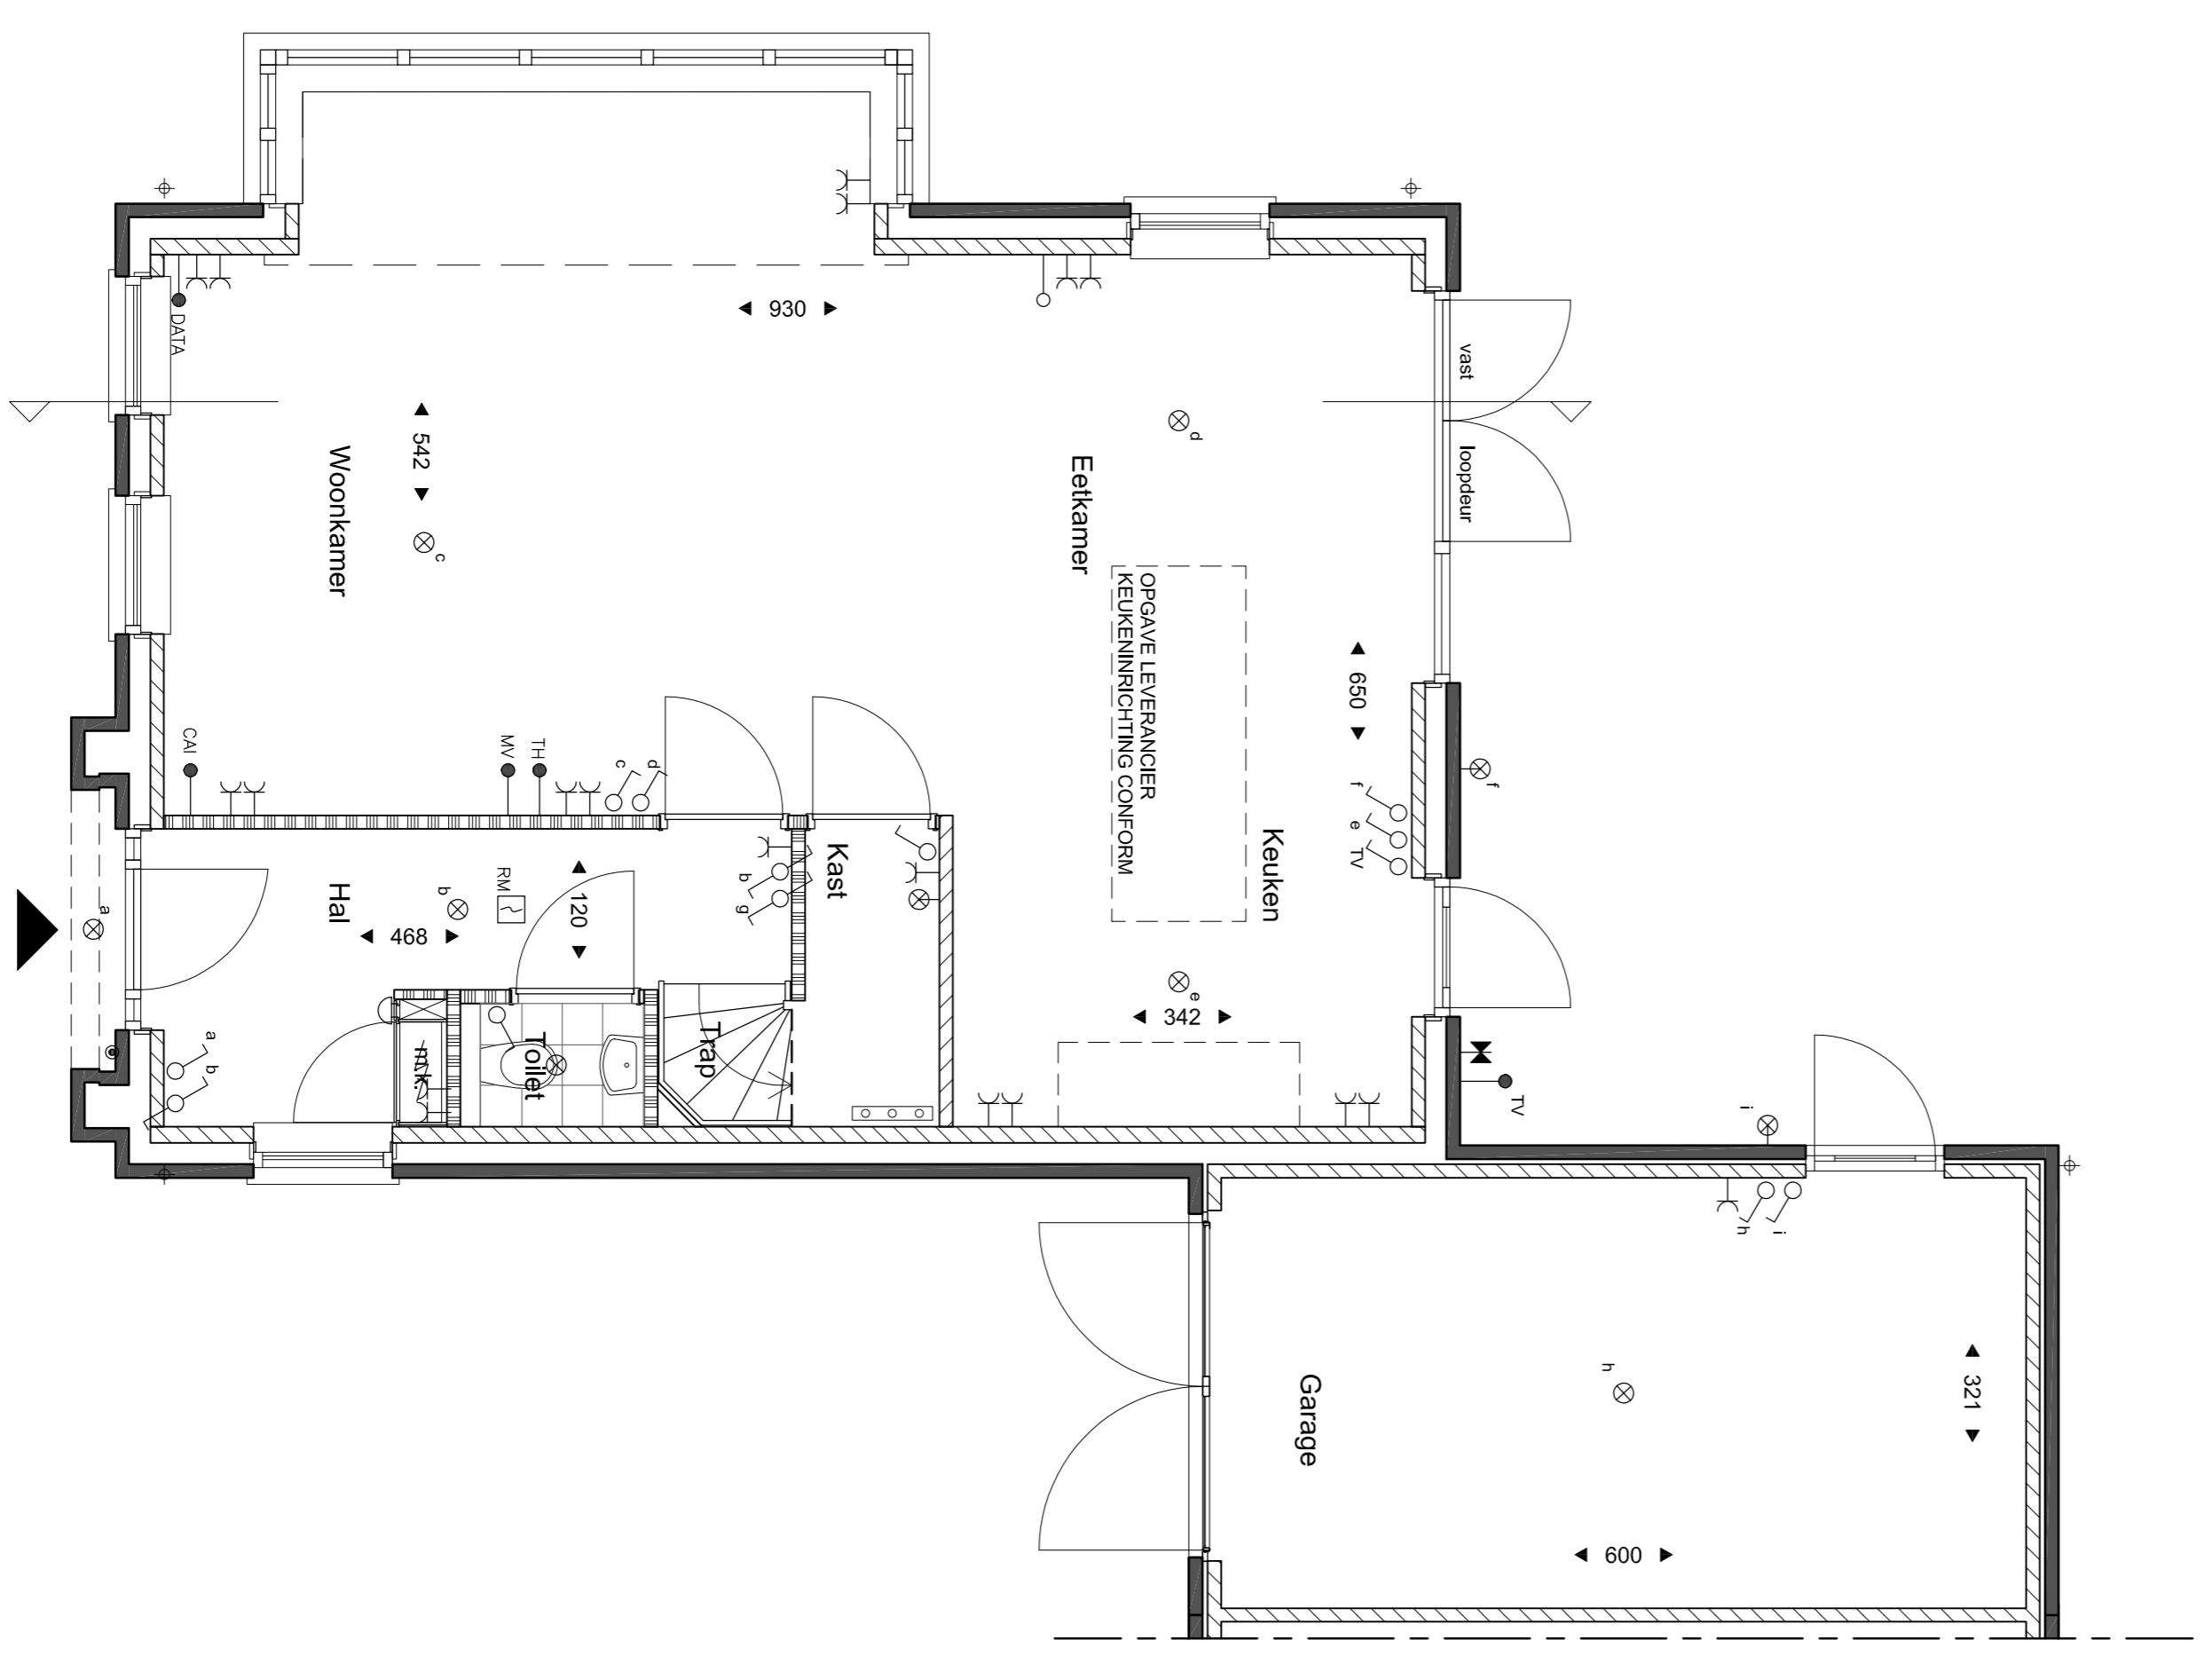 930
DATA
vast
loopdeur
542
Woonkamer
c
d
Eetkamer
OPGAVE LEVERANCIER
KEUKENINRICHTING CONFORM
650
CAI
MV
TH
c
d
f
e
TV
f
Kast
Keuken
RM
120
b
g
Hal
b
468
a
e
342
a
b
mk.
Toilet
Trap
TV
i
h
i
h
321
Garage
600